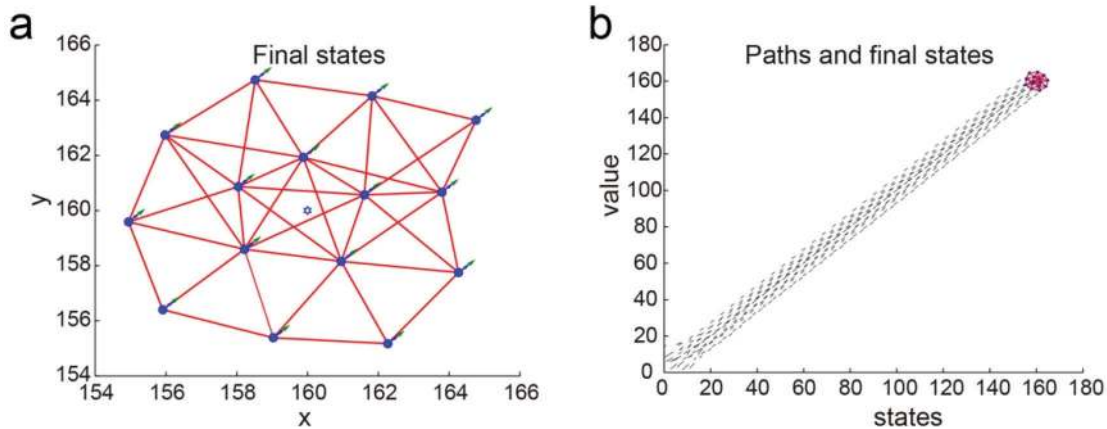 a
Final states
166
164
162
160
158
156
154
y
154 156 158 160 162 164 166
x
b
Paths and final states
180
160
140
120
100
80
60
40
20
0
value
0 20 40 60 80 100 120 140 160 180
states